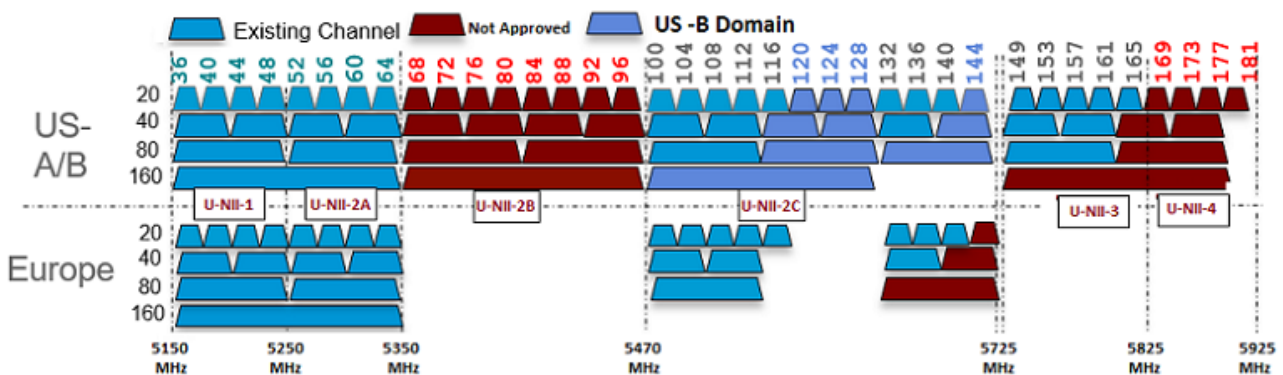 Existing Channel Not Approved US -B Domain
36 40 44 48 52 56 60 64 68 72 76 80 84 88 92 96 100 104 108 112 116 120 124 128 132 136 140 144 149 153 157 161 165 169 173 177 181
US-
A/B
20
40
80
160
U-NII-1 U-NII-2A U-NII-2B U-NII-2C U-NII-3 U-NII-4
Europe
20
40
80
160
5150 5250 5350 5470 5725 5825 5925
MHz MHz MHz MHz MHz MHz MHz